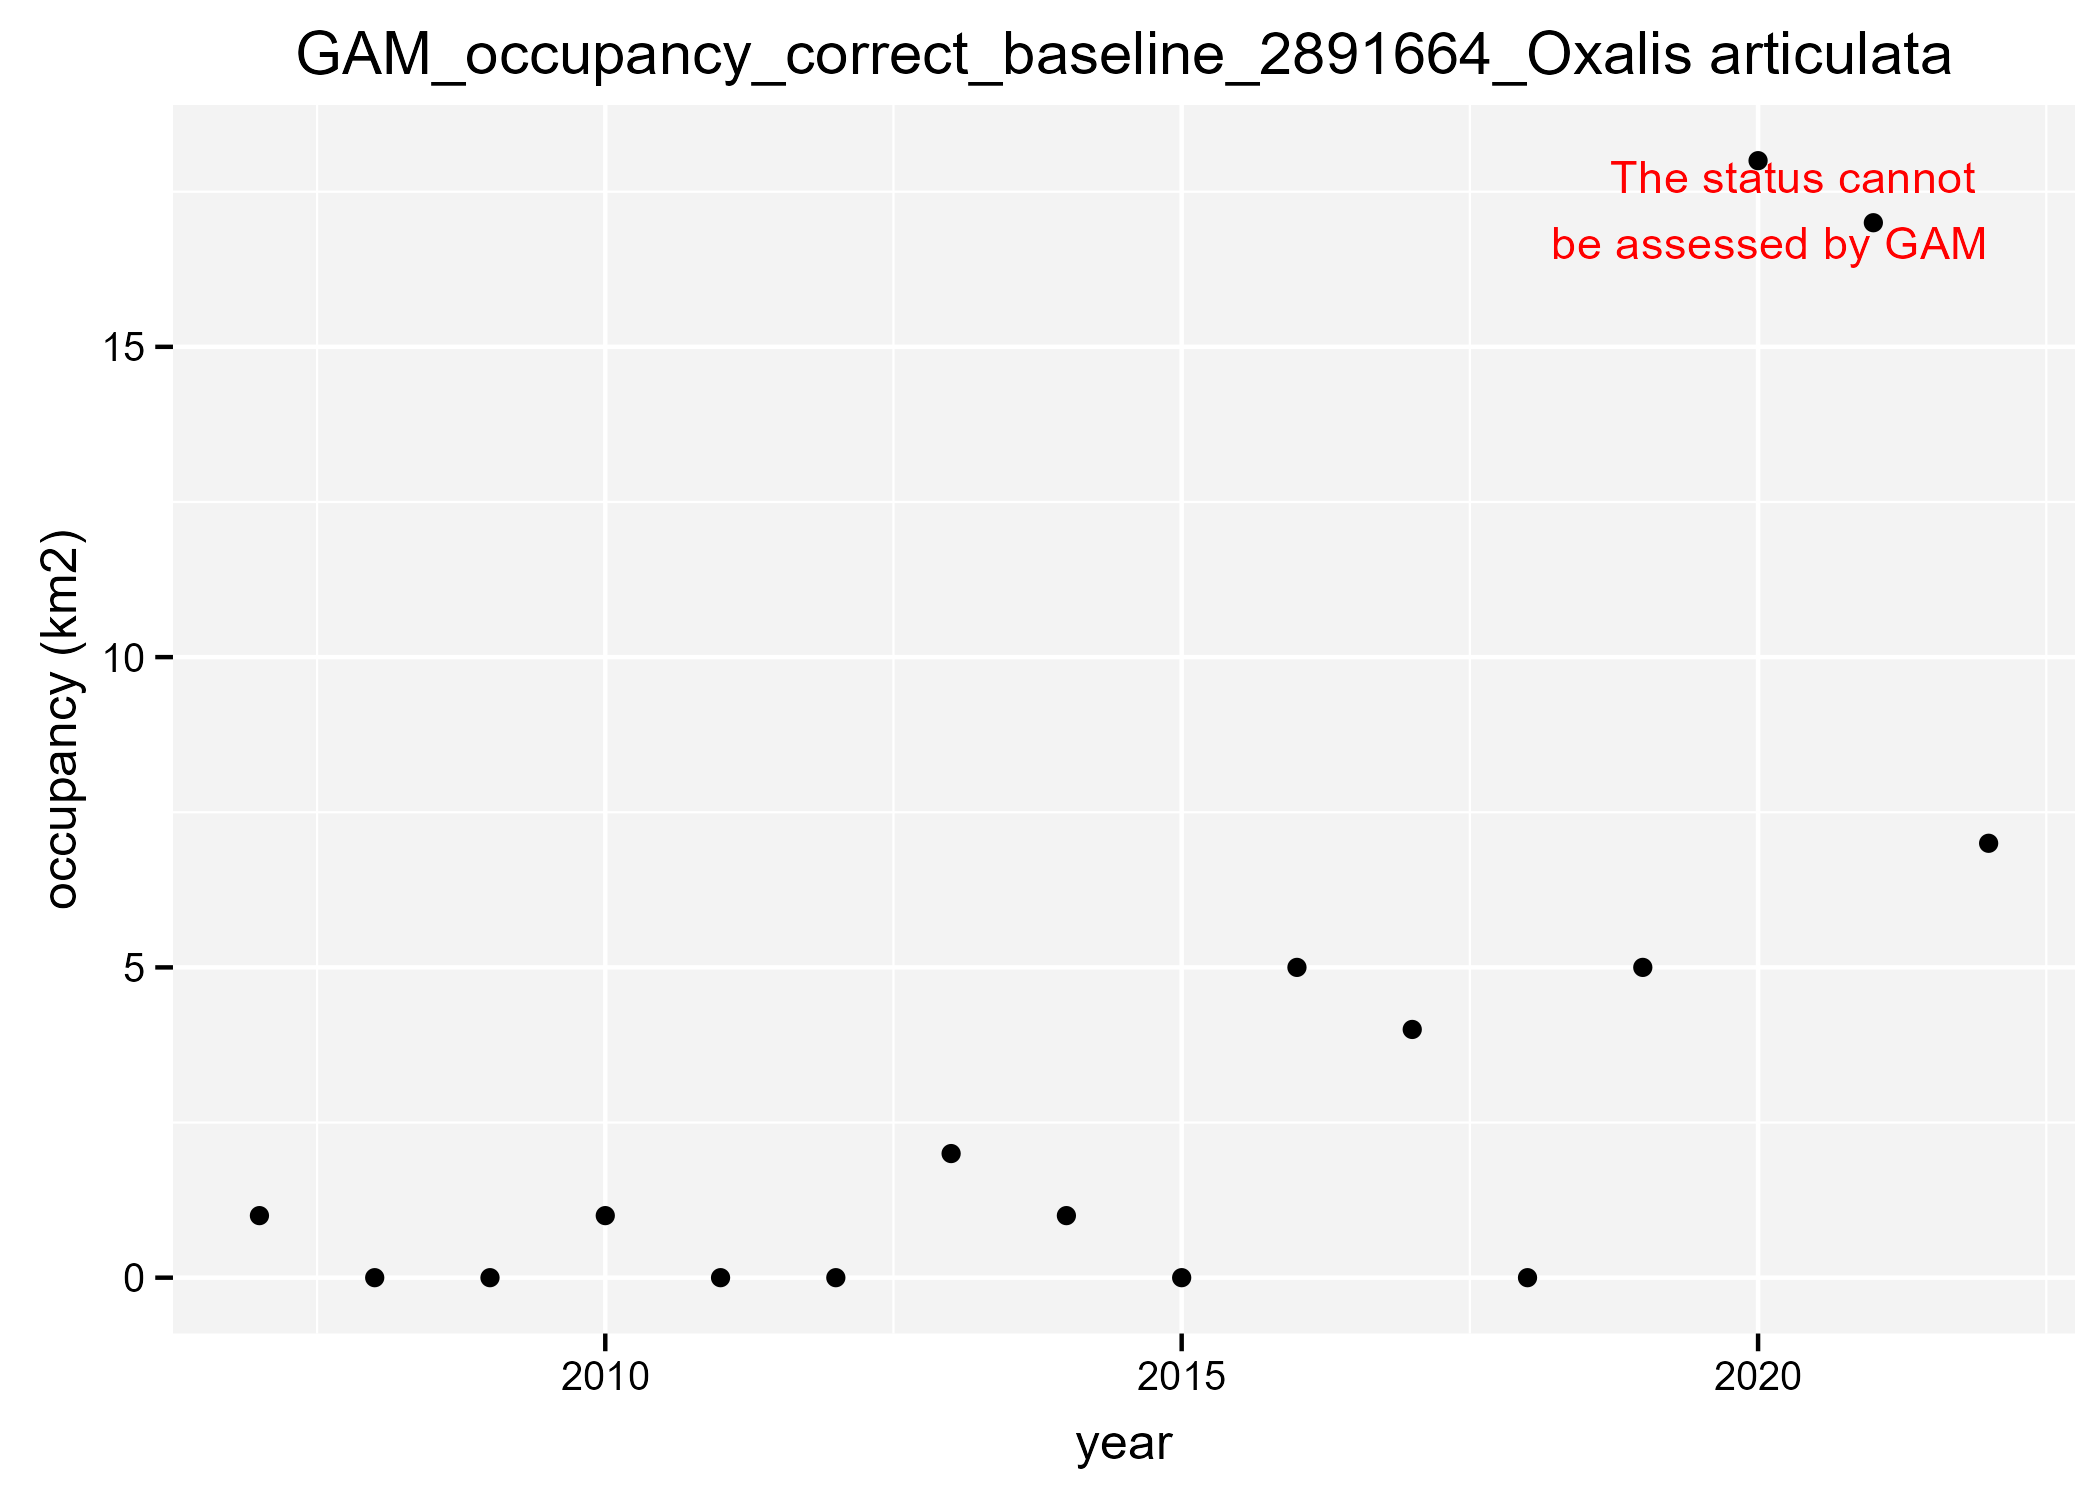 GAM_occupancy_correct_baseline_2891664_Oxalis articulata
The status cannot
be assessed by GAM
15
10
5
0
occupancy (km2)
2010
2015
2020
year